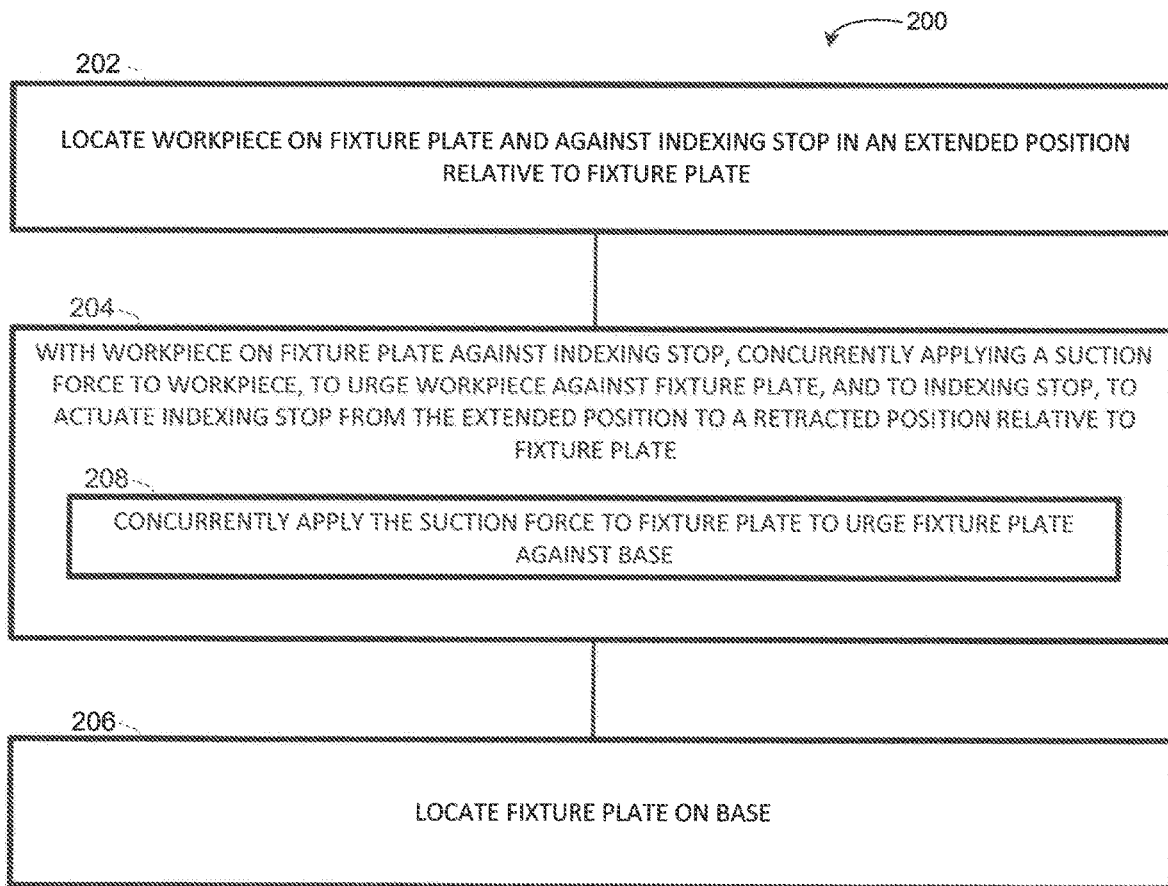 200
202
LOCATE WORKPIECE ON FIXTURE PLATE AND AGAINST INDEXING STOP IN AN EXTENDED POSITION
RELATIVE TO FIXTURE PLATE
204
WITH WORKPIECE ON FIXTURE PLATE AGAINST INDEXING STOP, CONCURRENTLY APPLYING A SUCTION
FORCE TO WORKPIECE, TO URGE WORKPIECE AGAINST FIXTURE PLATE, AND TO INDEXING STOP, TO
ACTUATE INDEXING STOP FROM THE EXTENDED POSITION TO A RETRACTED POSITION RELATIVE TO
FIXTURE PLATE
208
CONCURRENTLY APPLY THE SUCTION FORCE TO FIXTURE PLATE TO URGE FIXTURE PLATE
AGAINST BASE
206
LOCATE FIXTURE PLATE ON BASE